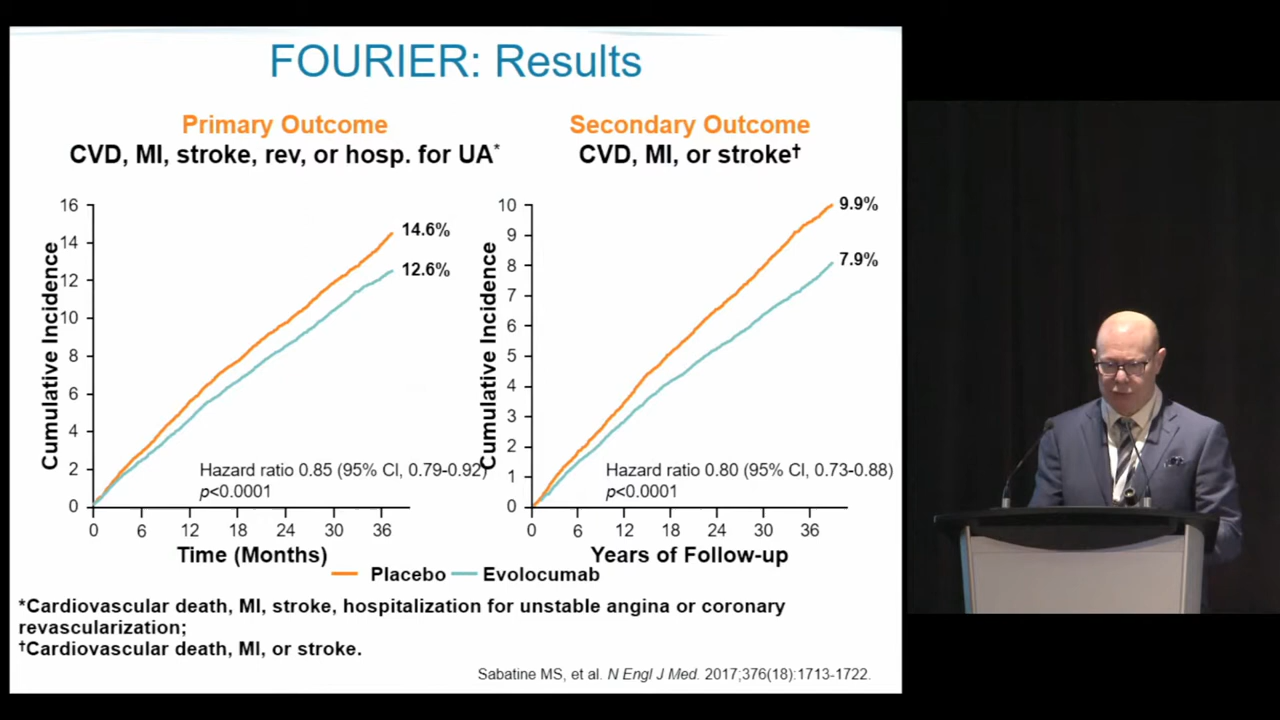 FOURIER: Results
Primary Outcome
CVD, MI, stroke, rev, or hosp. for UA*
Cumulative Incidence
16
14
12
10
8
6
4
2
0
14.6%
12.6%
Hazard ratio 0.85 (95% CI, 0.79-0.92)
p<0.0001
0 6 12 18 24 30 36
Time (Months)
Secondary Outcome
CVD, MI, or stroke†
Cumulative Incidence
10
9
8
7
6
5
4
3
2
1
0
9.9%
7.9%
Hazard ratio 0.80 (95% CI, 0.73-0.88)
p<0.0001
0 6 12 18 24 30 36
Years of Follow-up
Placebo Evolocumab
*Cardiovascular death, MI, stroke, hospitalization for unstable angina or coronary
revascularization;
†Cardiovascular death, MI, or stroke.
Sabatine MS, et al. N Engl J Med. 2017;376(18):1713-1722.